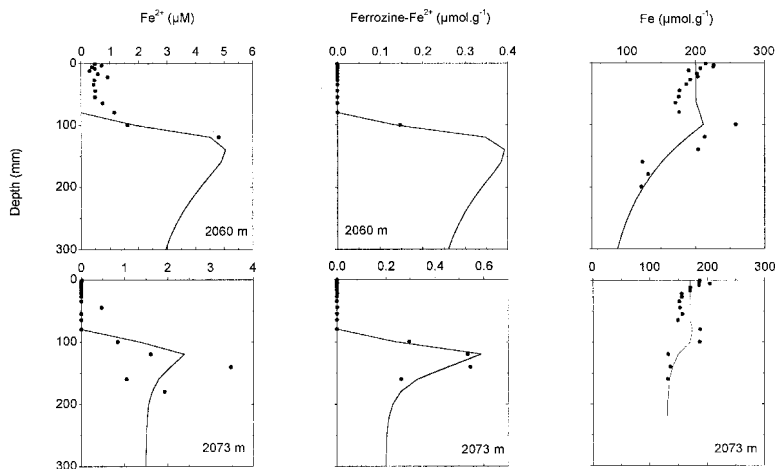 Fe²⁺ (µM)
Ferrozine-Fe²⁺ (µmol.g⁻¹)
Fe (µmol.g⁻¹)
0 1 2 3 4 5 6 7 8
0.0 0.1 0.2 0.3 0.4
100 200 300
0
100
200
300
Depth (mm)
2060 m
2060 m
0 1 2 3 4
0.0 0.2 0.4 0.6
0 100 200 300
0
100
200
300
2073 m
2073 m
2073 m